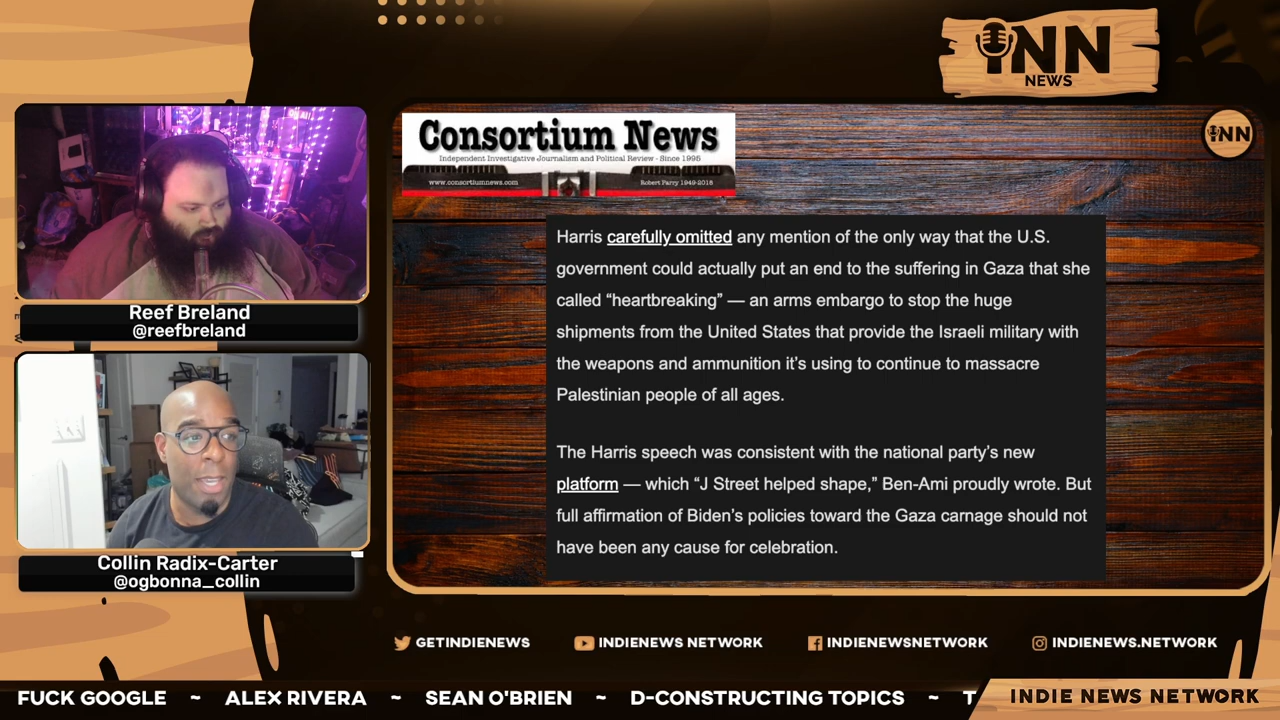 INN
NEWS
Consortium News
Independent Investigative Journalism and Political Review - Since 1995
www.consortiumnews.com
Robert Parry 1949-2018
INN
Harris carefully omitted any mention of the only way that the U.S.
government could actually put an end to the suffering in Gaza that she
called “heartbreaking” — an arms embargo to stop the huge
shipments from the United States that provide the Israeli military with
the weapons and ammunition it’s using to continue to massacre
Palestinian people of all ages.
The Harris speech was consistent with the national party’s new
platform — which “J Street helped shape,” Ben-Ami proudly wrote. But
full affirmation of Biden’s policies toward the Gaza carnage should not
have been any cause for celebration.
Reef Breland
@reefbreland
Collin Radix-Carter
@ogbonna_collin
GETINDIENEWS
INDIENEWS NETWORK
INDIENEWSNETWORK
INDIENEWS.NETWORK
FUCK GOOGLE ~ ALEX RIVERA ~ SEAN O'BRIEN ~ D-CONSTRUCTING TOPICS ~ T
INDIE NEWS NETWORK